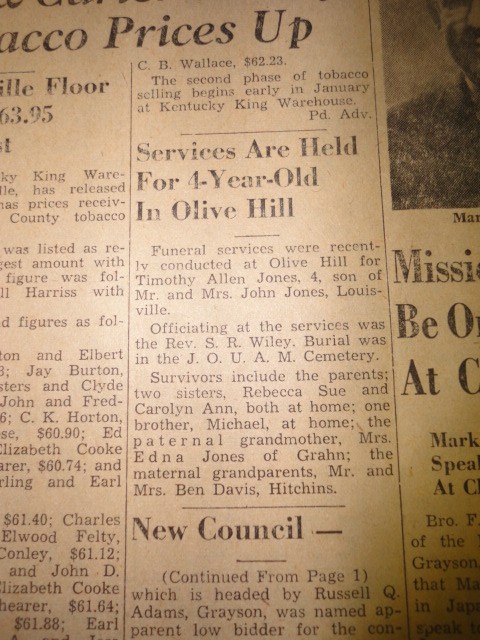 acco Prices Up
ille Floor
63.95
st
ky King Ware-
lle, has released
has prices receiv-
County tobacco
was listed as re-
gest amount with
figure was fol-
ll Harriss with
d figures as fol-
ton and Elbert
3; Jay Burton,
sters and Clyde
John and Fred-
6; C. K. Horton,
se, $60.90; Ed
Elizabeth Cooke
earer, $60.74; and
rling and Earl
$61.40; Charles
Elwood Felty,
Conley, $61.12;
and John D.
Elizabeth Cooke
hearer, $61.64;
$61.88; Earl
C. B. Wallace, $62.23.
The second phase of tobacco
selling begins early in January
at Kentucky King Warehouse.
Pd. Adv.
Services Are Held
For 4-Year-Old
In Olive Hill
Funeral services were recent-
ly conducted at Olive Hill for
Timothy Allen Jones, 4, son of
Mr. and Mrs. John Jones, Louis-
ville.
Officiating at the services was
the Rev. S. R. Wiley. Burial was
in the J. O. U. A. M. Cemetery.
Survivors include the parents;
two sisters, Rebecca Sue and
Carolyn Ann, both at home; one
brother, Michael, at home; the
paternal grandmother, Mrs.
Edna Jones of Grahn; the
maternal grandparents, Mr. and
Mrs. Ben Davis, Hitchins.
New Council —
(Continued From Page 1)
which is headed by Russell Q.
Adams, Grayson, was named ap-
parent low bidder for the con-
Mar
Missi
Be O
At C
Mark
Speal
At Cl
Bro. F.
of the
Grayson
that Ma
in Japa
speak t